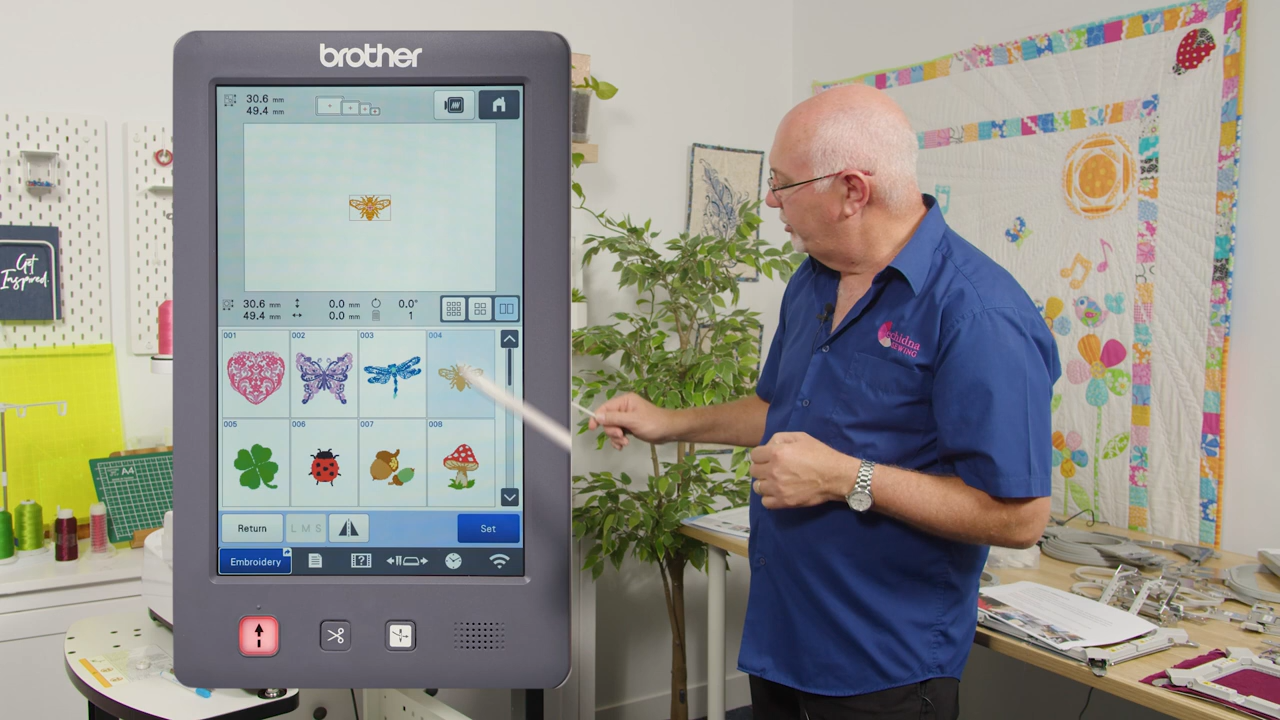 brother
30.6 mm
49.4 mm
30.6 mm
49.4 mm
0.0 mm
0.0 mm
0.0°
1
001
002
003
004
005
006
007
008
Return
L M S
Set
Embroidery
Get
Inspired.
A4